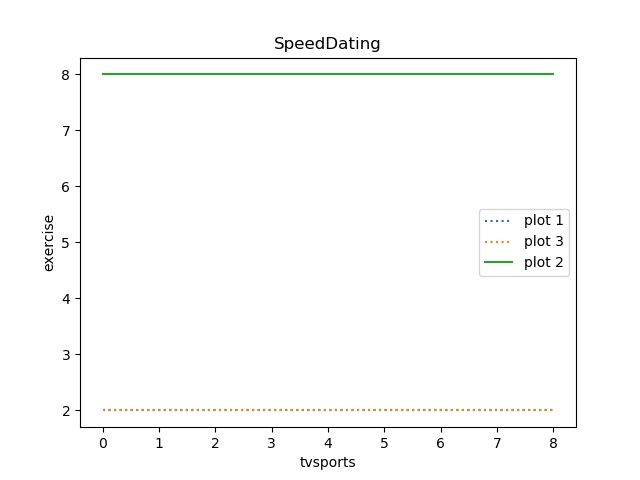 SpeedDating
8
7
6
5
4
3
2
exercise
plot 1
plot 3
plot 2
0 1 2 3 4 5 6 7 8
tvsports